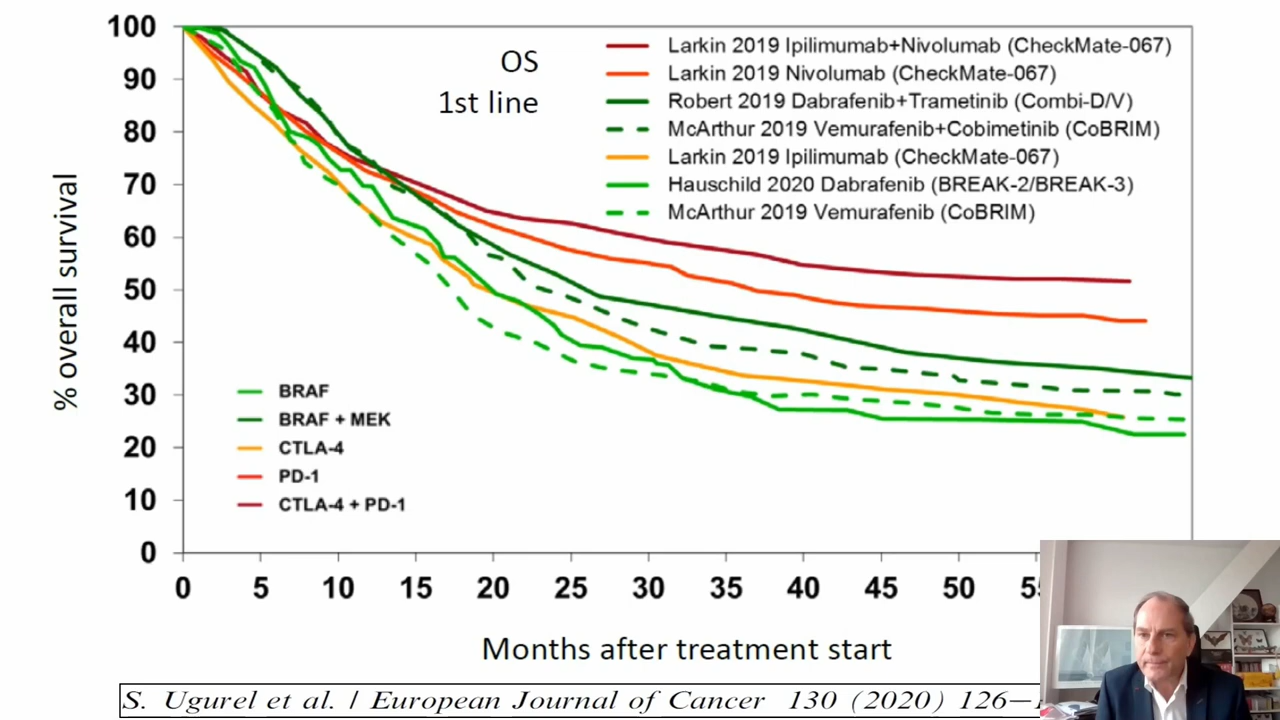 100
90
80
70
60
50
40
30
20
10
0
% overall survival
OS
1st line
Larkin 2019 Ipilimumab+Nivolumab (CheckMate-067)
Larkin 2019 Nivolumab (CheckMate-067)
Robert 2019 Dabrafenib+Trametinib (Combi-D/V)
McArthur 2019 Vemurafenib+Cobimetinib (CoBRIM)
Larkin 2019 Ipilimumab (CheckMate-067)
Hauschild 2020 Dabrafenib (BREAK-2/BREAK-3)
McArthur 2019 Vemurafenib (CoBRIM)
BRAF
BRAF + MEK
CTLA-4
PD-1
CTLA-4 + PD-1
0 5 10 15 20 25 30 35 40 45 50
Months after treatment start
S. Ugurel et al. / European Journal of Cancer 130 (2020) 126–